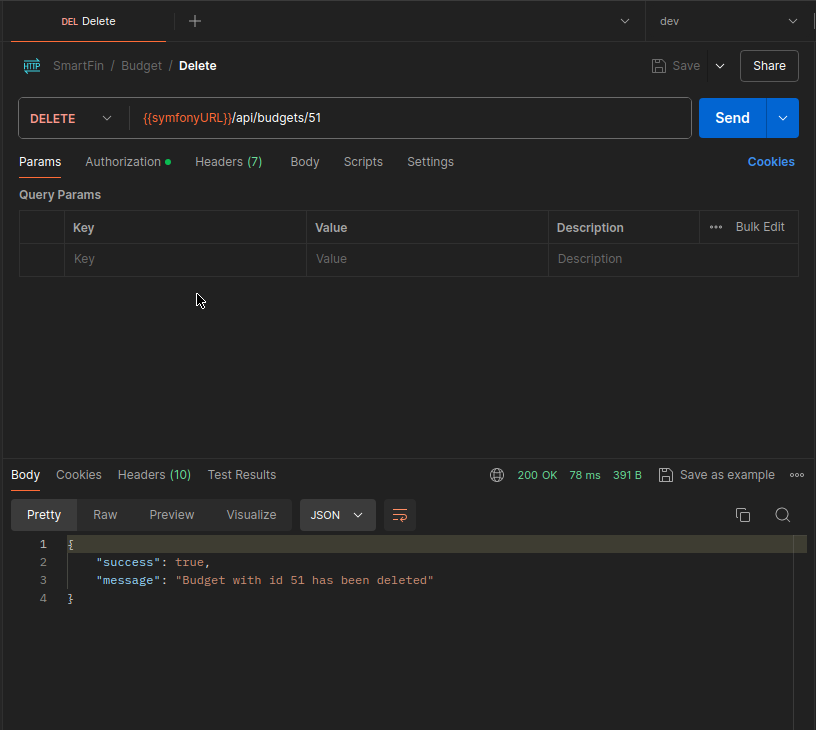 DEL Delete
dev
HTTP SmartFin / Budget / Delete Save Share
DELETE {{symfonyURL}}/api/budgets/51 Send
Params Authorization Headers (7) Body Scripts Settings Cookies
Query Params
Key Value Description ••• Bulk Edit
Key Value Description
Body Cookies Headers (10) Test Results 200 OK 78 ms 391 B Save as example
Pretty Raw Preview Visualize JSON
1 {
2 "success": true,
3 "message": "Budget with id 51 has been deleted"
4 }